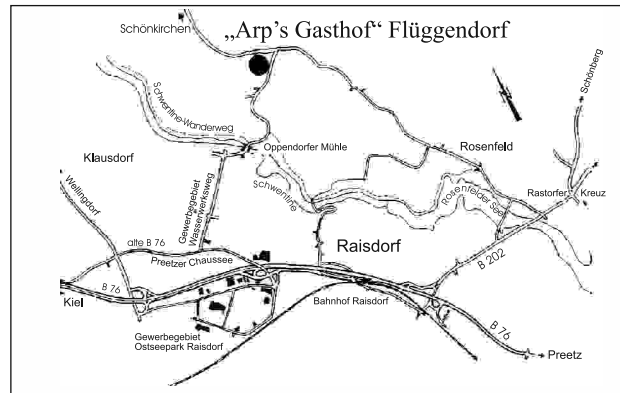 „Arp's Gasthof“ Flüggendorf
Schönkirchen
Schönberg
Schwentine-Wanderweg
Oppendorfer Mühle
Rosenfeld
Klausdorf
Wellingdorf
Schwentine
Rosenfelder See
Rastorfer Kreuz
Gewerbegebiet
Wasserwerksweg
Raisdorf
alte B 76
Preetzer Chaussee
B 202
Kiel
B 76
Bahnhof Raisdorf
B 76
Gewerbegebiet
Ostseepark Raisdorf
Preetz